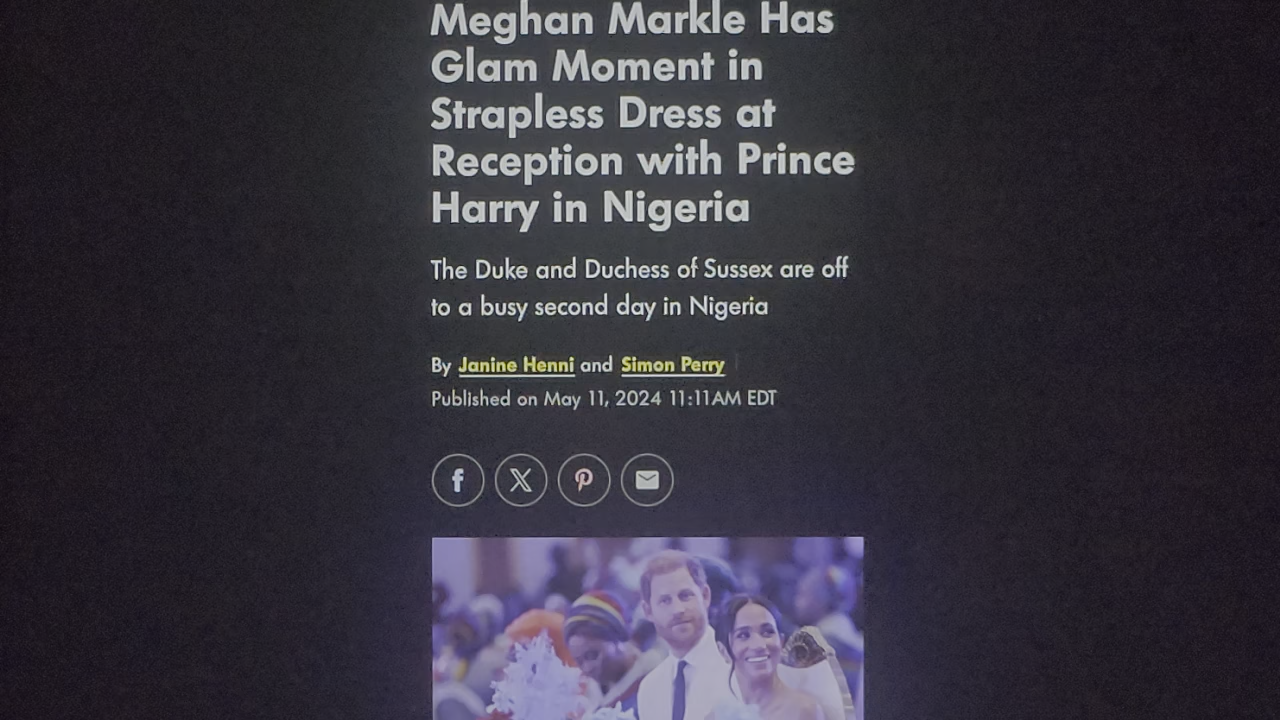 Meghan Markle Has
Glam Moment in
Strapless Dress at
Reception with Prince
Harry in Nigeria
The Duke and Duchess of Sussex are off
to a busy second day in Nigeria
By Janine Henni and Simon Perry
Published on May 11, 2024 11:11AM EDT